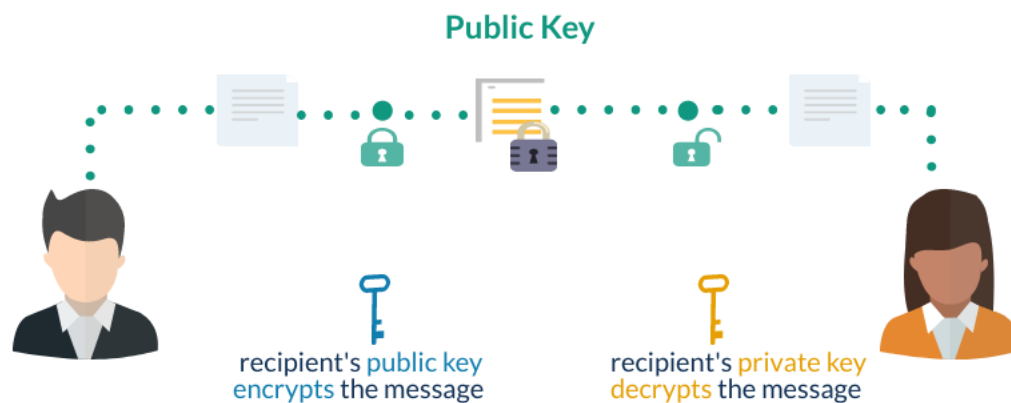 Public Key
recipient's public key
encrypts the message
recipient's private key
decrypts the message